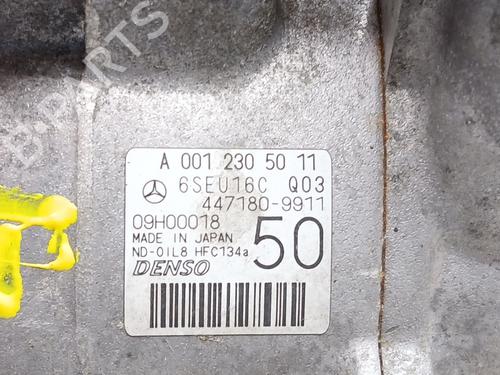 B-PARTS
A 001 230 50 11
6SEU16C Q03
447180-9911
09H00018
MADE IN JAPAN
ND-OIL8 HFC134a
50
DENSO